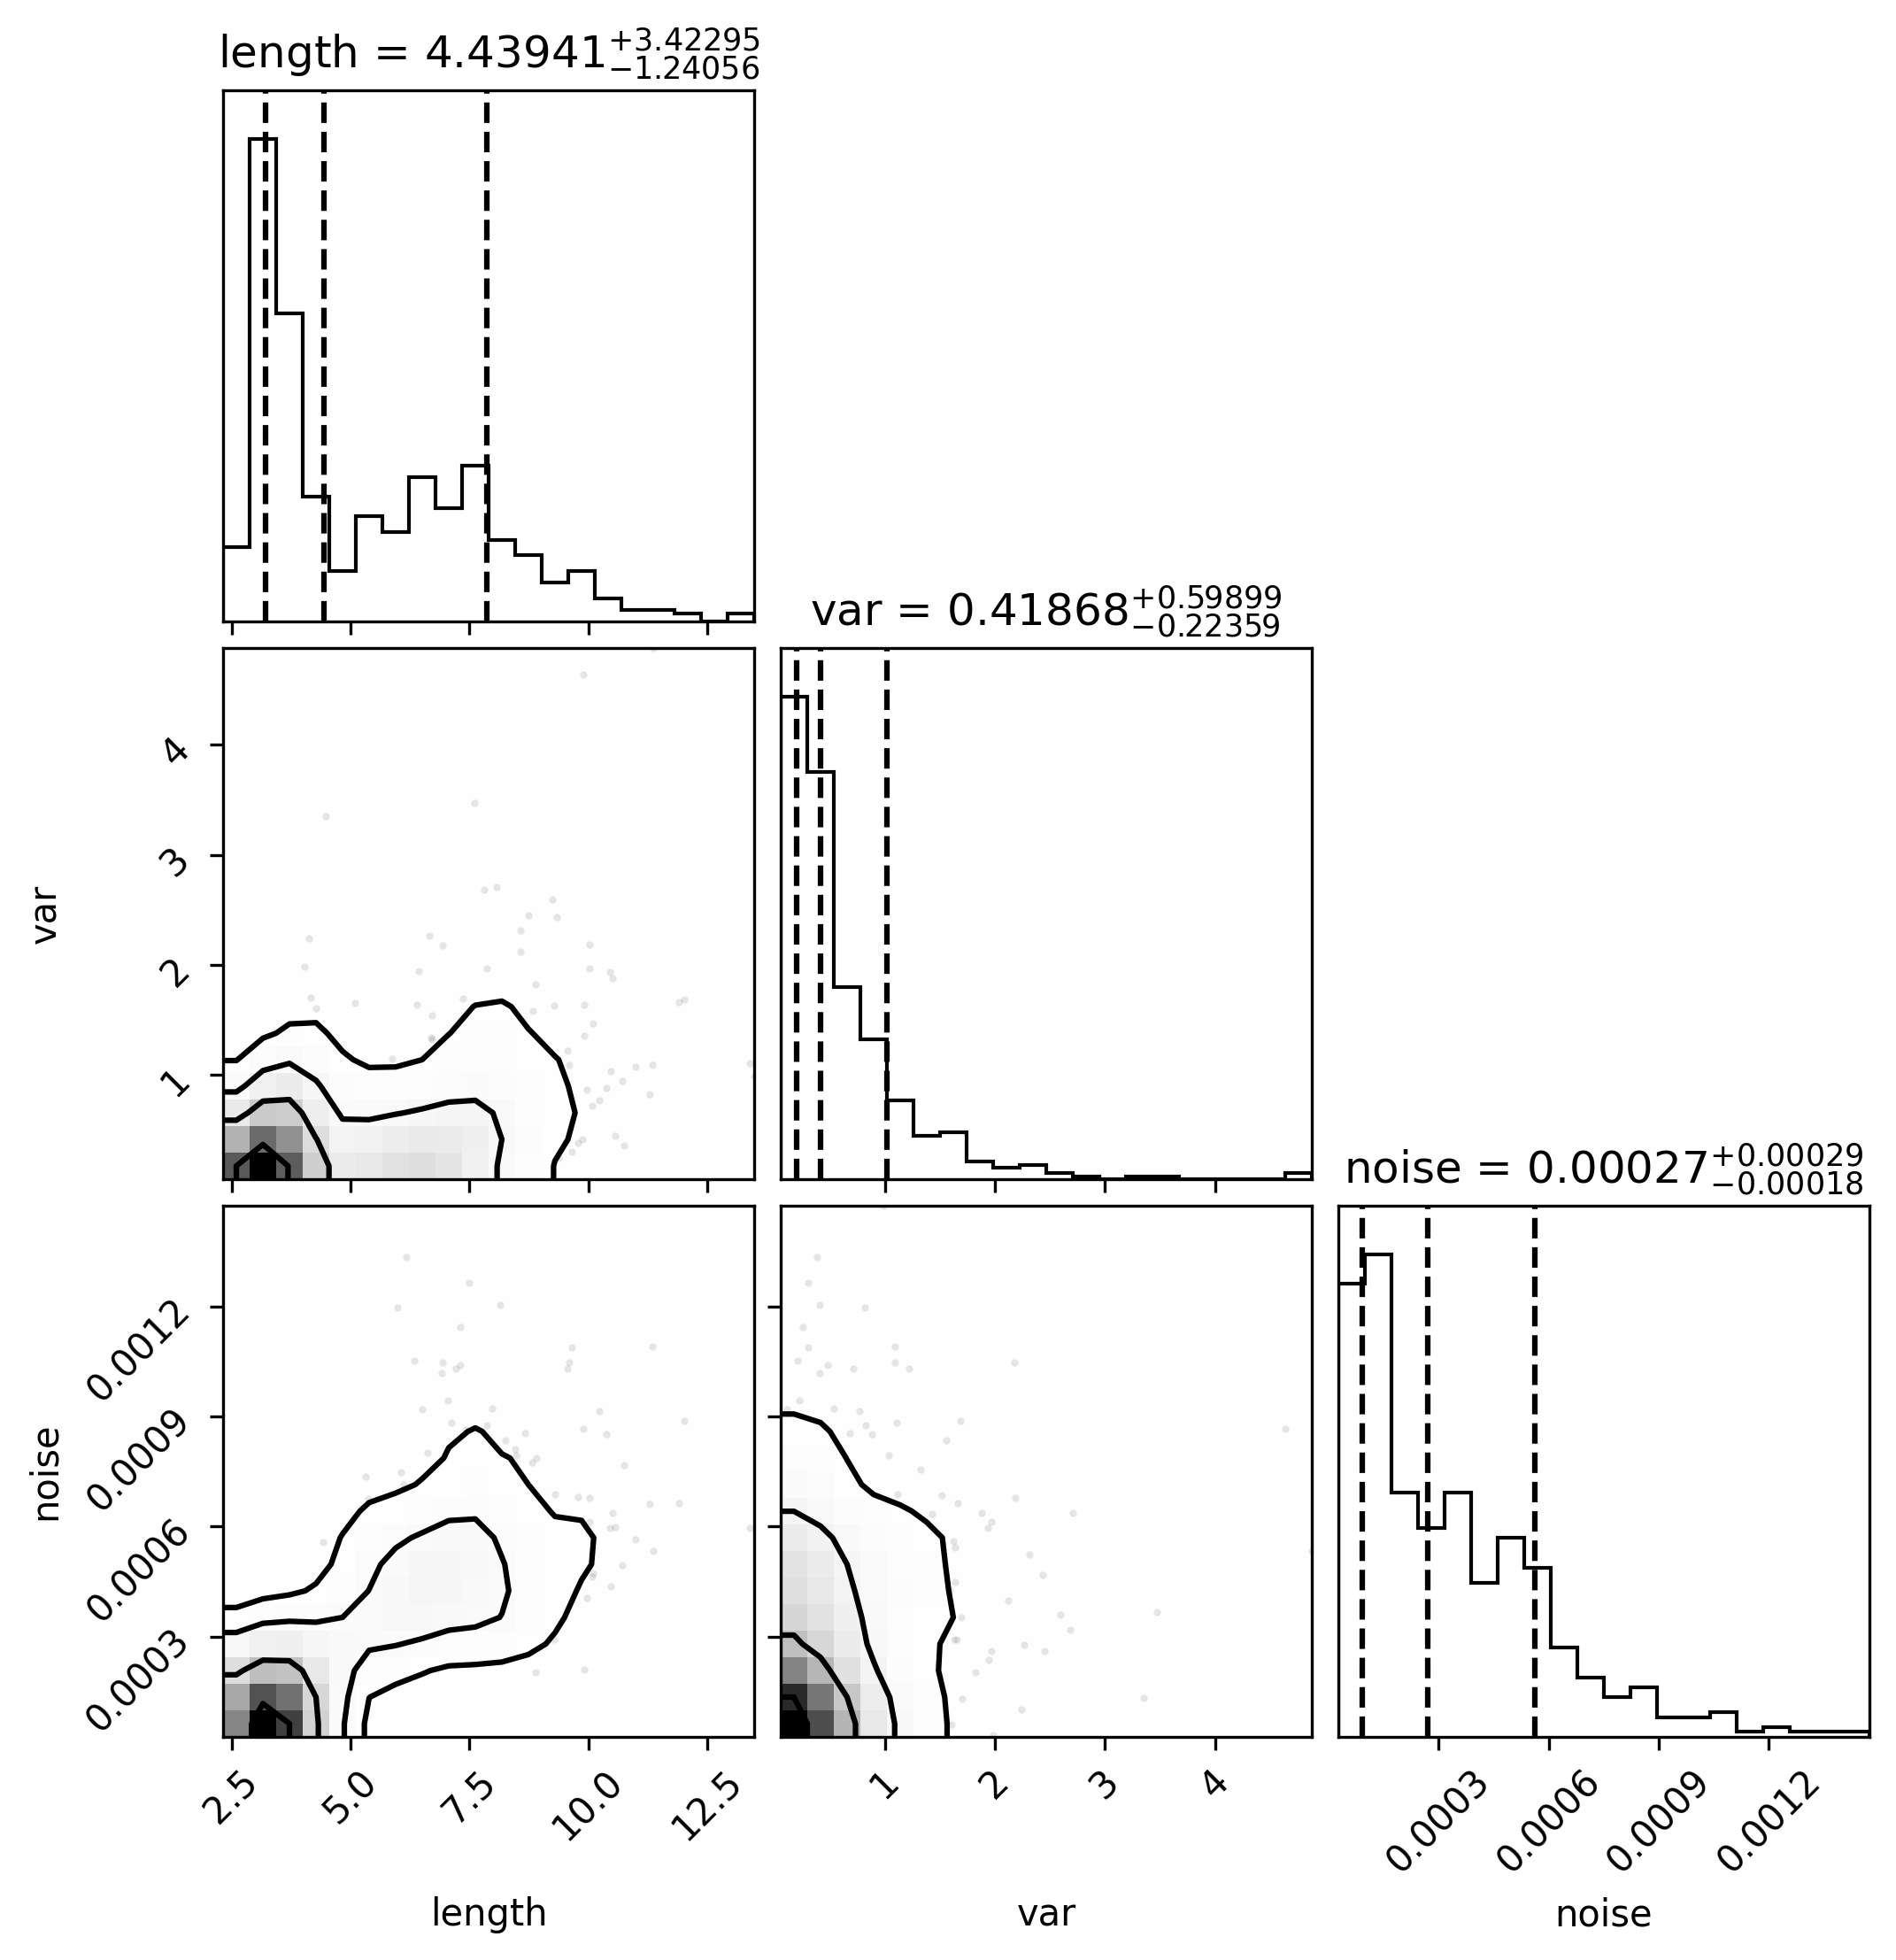 length = 4.43941 +3.42295 −1.24056
var = 0.41868 +0.59899 −0.22359
4
3
2
1
var
noise = 0.00027 +0.00029 −0.00018
0.0012
0.0009
0.0006
0.0003
noise
2.5 5.0 7.5 10.0 12.5 1 2 3 4 0.0003 0.0006 0.0009 0.0012
length var noise